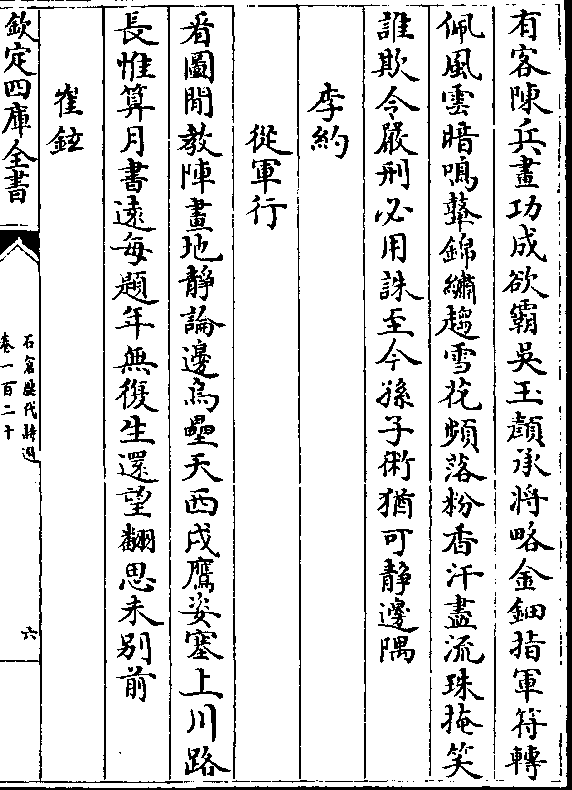 有客陳兵畫功成欲霸吳玉顔承將略金鈿指軍符轉
佩風雲暗鳴鼙錦繡趨雪花頻落粉香汗盡流珠掩笑
誰欺令嚴刑必用誅至今孫子術猶可静邊隅
李約
從軍行
看圖閒教陣畫地静論邊烏壘天西戍鷹姿塞上川路
長惟算月書遠每題年無復生還望翻思未别前
崔鉉
欽定四庫全書
石倉歴代詩選
卷一百二十
六